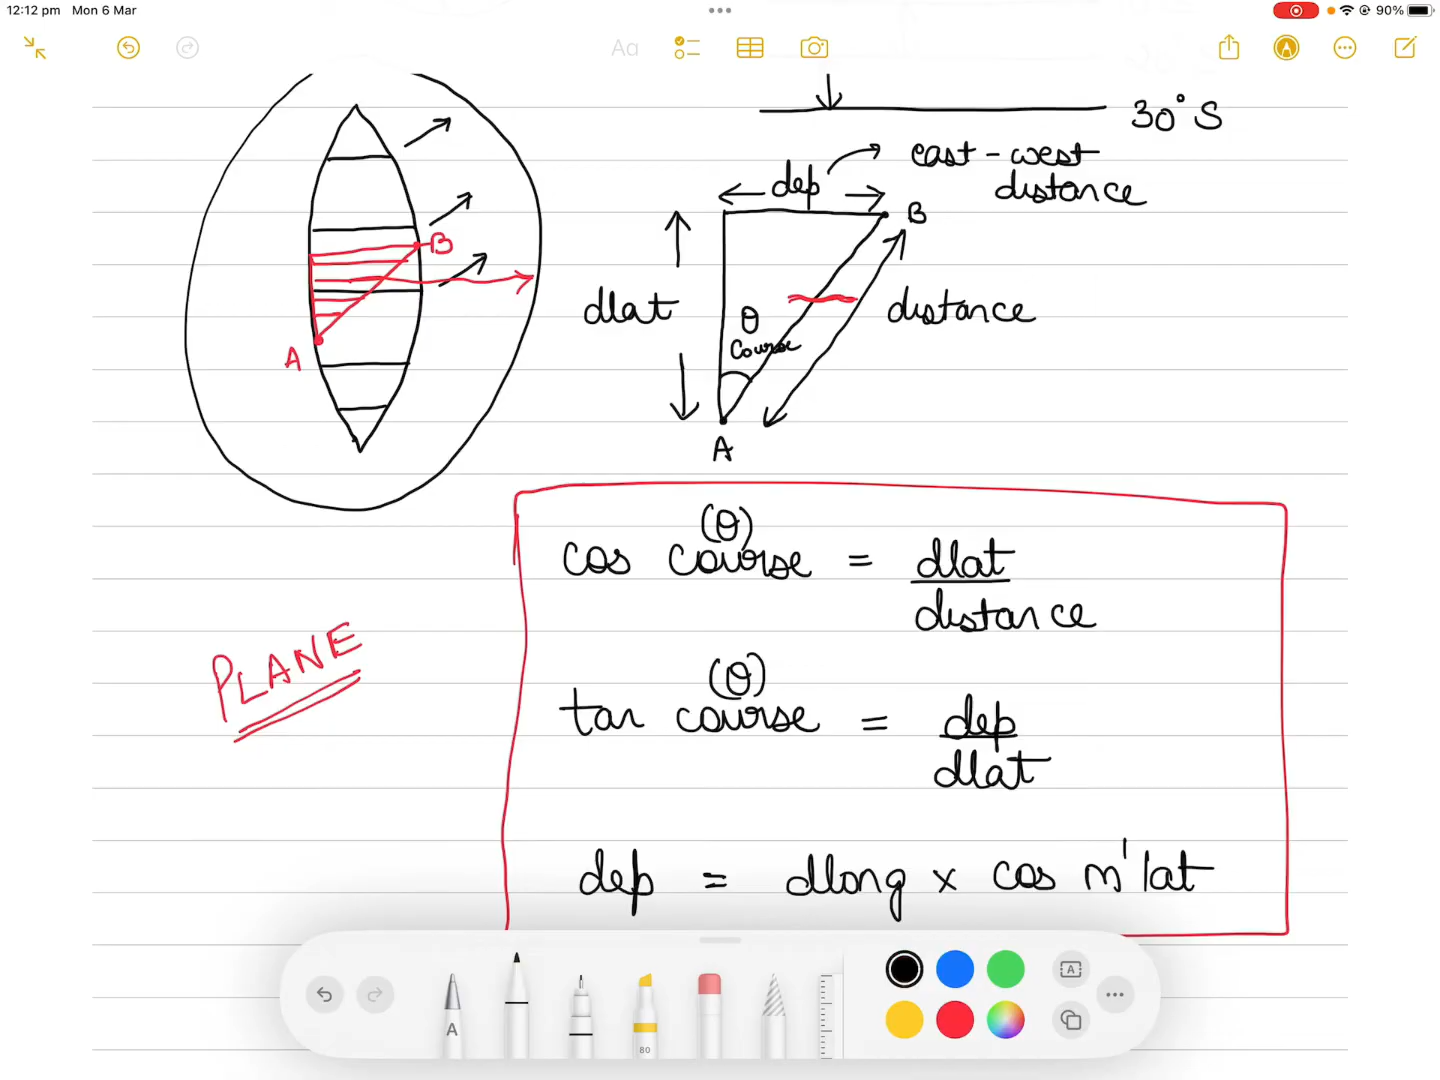 12:12 pm Mon 6 Mar
90%
Aa
30° S
east - west
distance
dep
B
B
dlat
θ
course
distance
A
A
(θ)
cos course = dlat
distance
PLANE
(θ)
tan course = dep
dlat
dep = dlong x cos m'lat
A
80
A